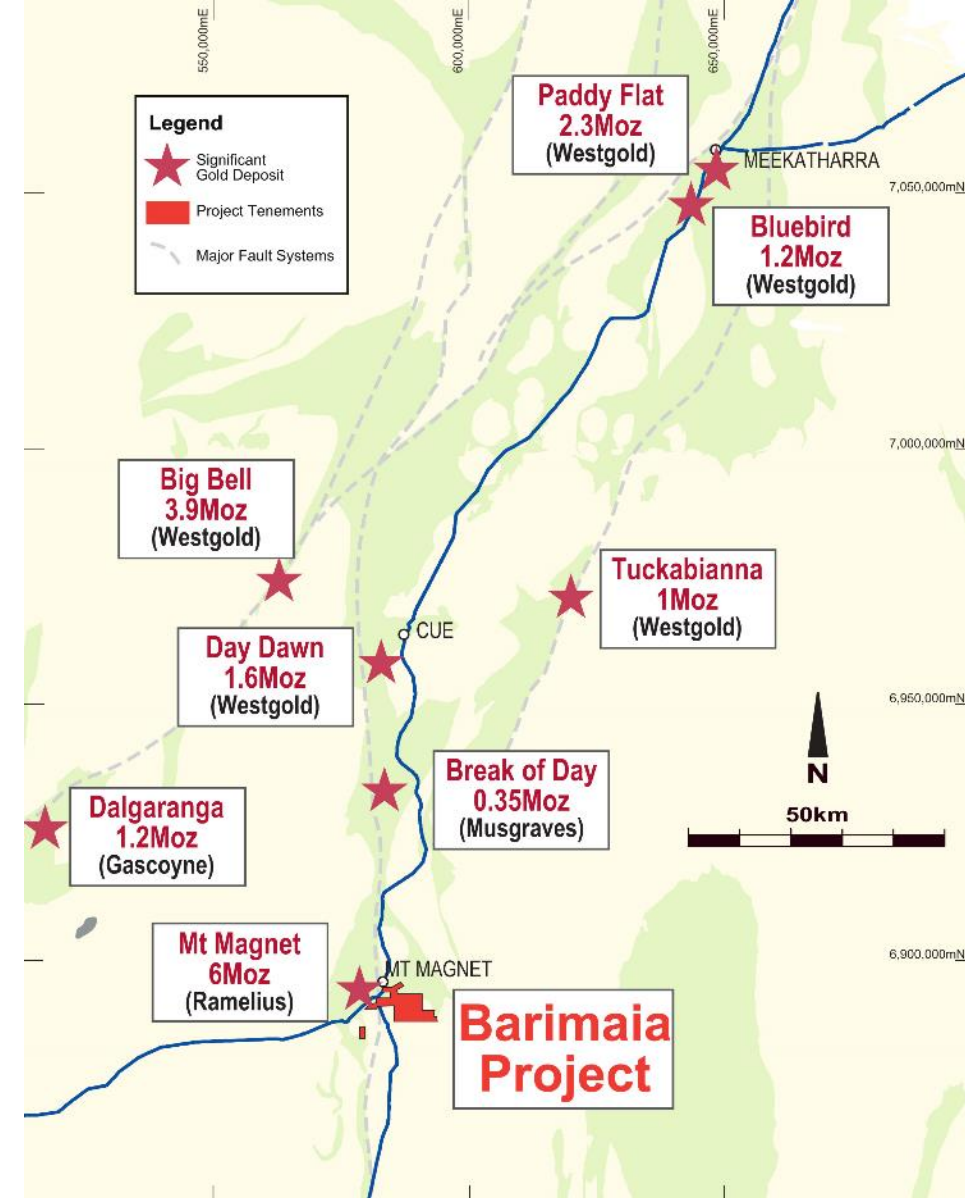 550,000mE
600,000mE
650,000mE
Paddy Flat
2.3Moz
(Westgold)
Legend
Significant
Gold Deposit
Project Tenements
Major Fault Systems
MEEKATHARRA
7,050,000mN
Bluebird
1.2Moz
(Westgold)
7,000,000mN
Big Bell
3.9Moz
(Westgold)
Tuckabianna
1Moz
(Westgold)
CUE
Day Dawn
1.6Moz
(Westgold)
6,950,000mN
N
50km
Break of Day
0.35Moz
(Musgraves)
Dalgaranga
1.2Moz
(Gascoyne)
Mt Magnet
6Moz
(Ramelius)
MT MAGNET
6,900.000mN
Barimaia
Project